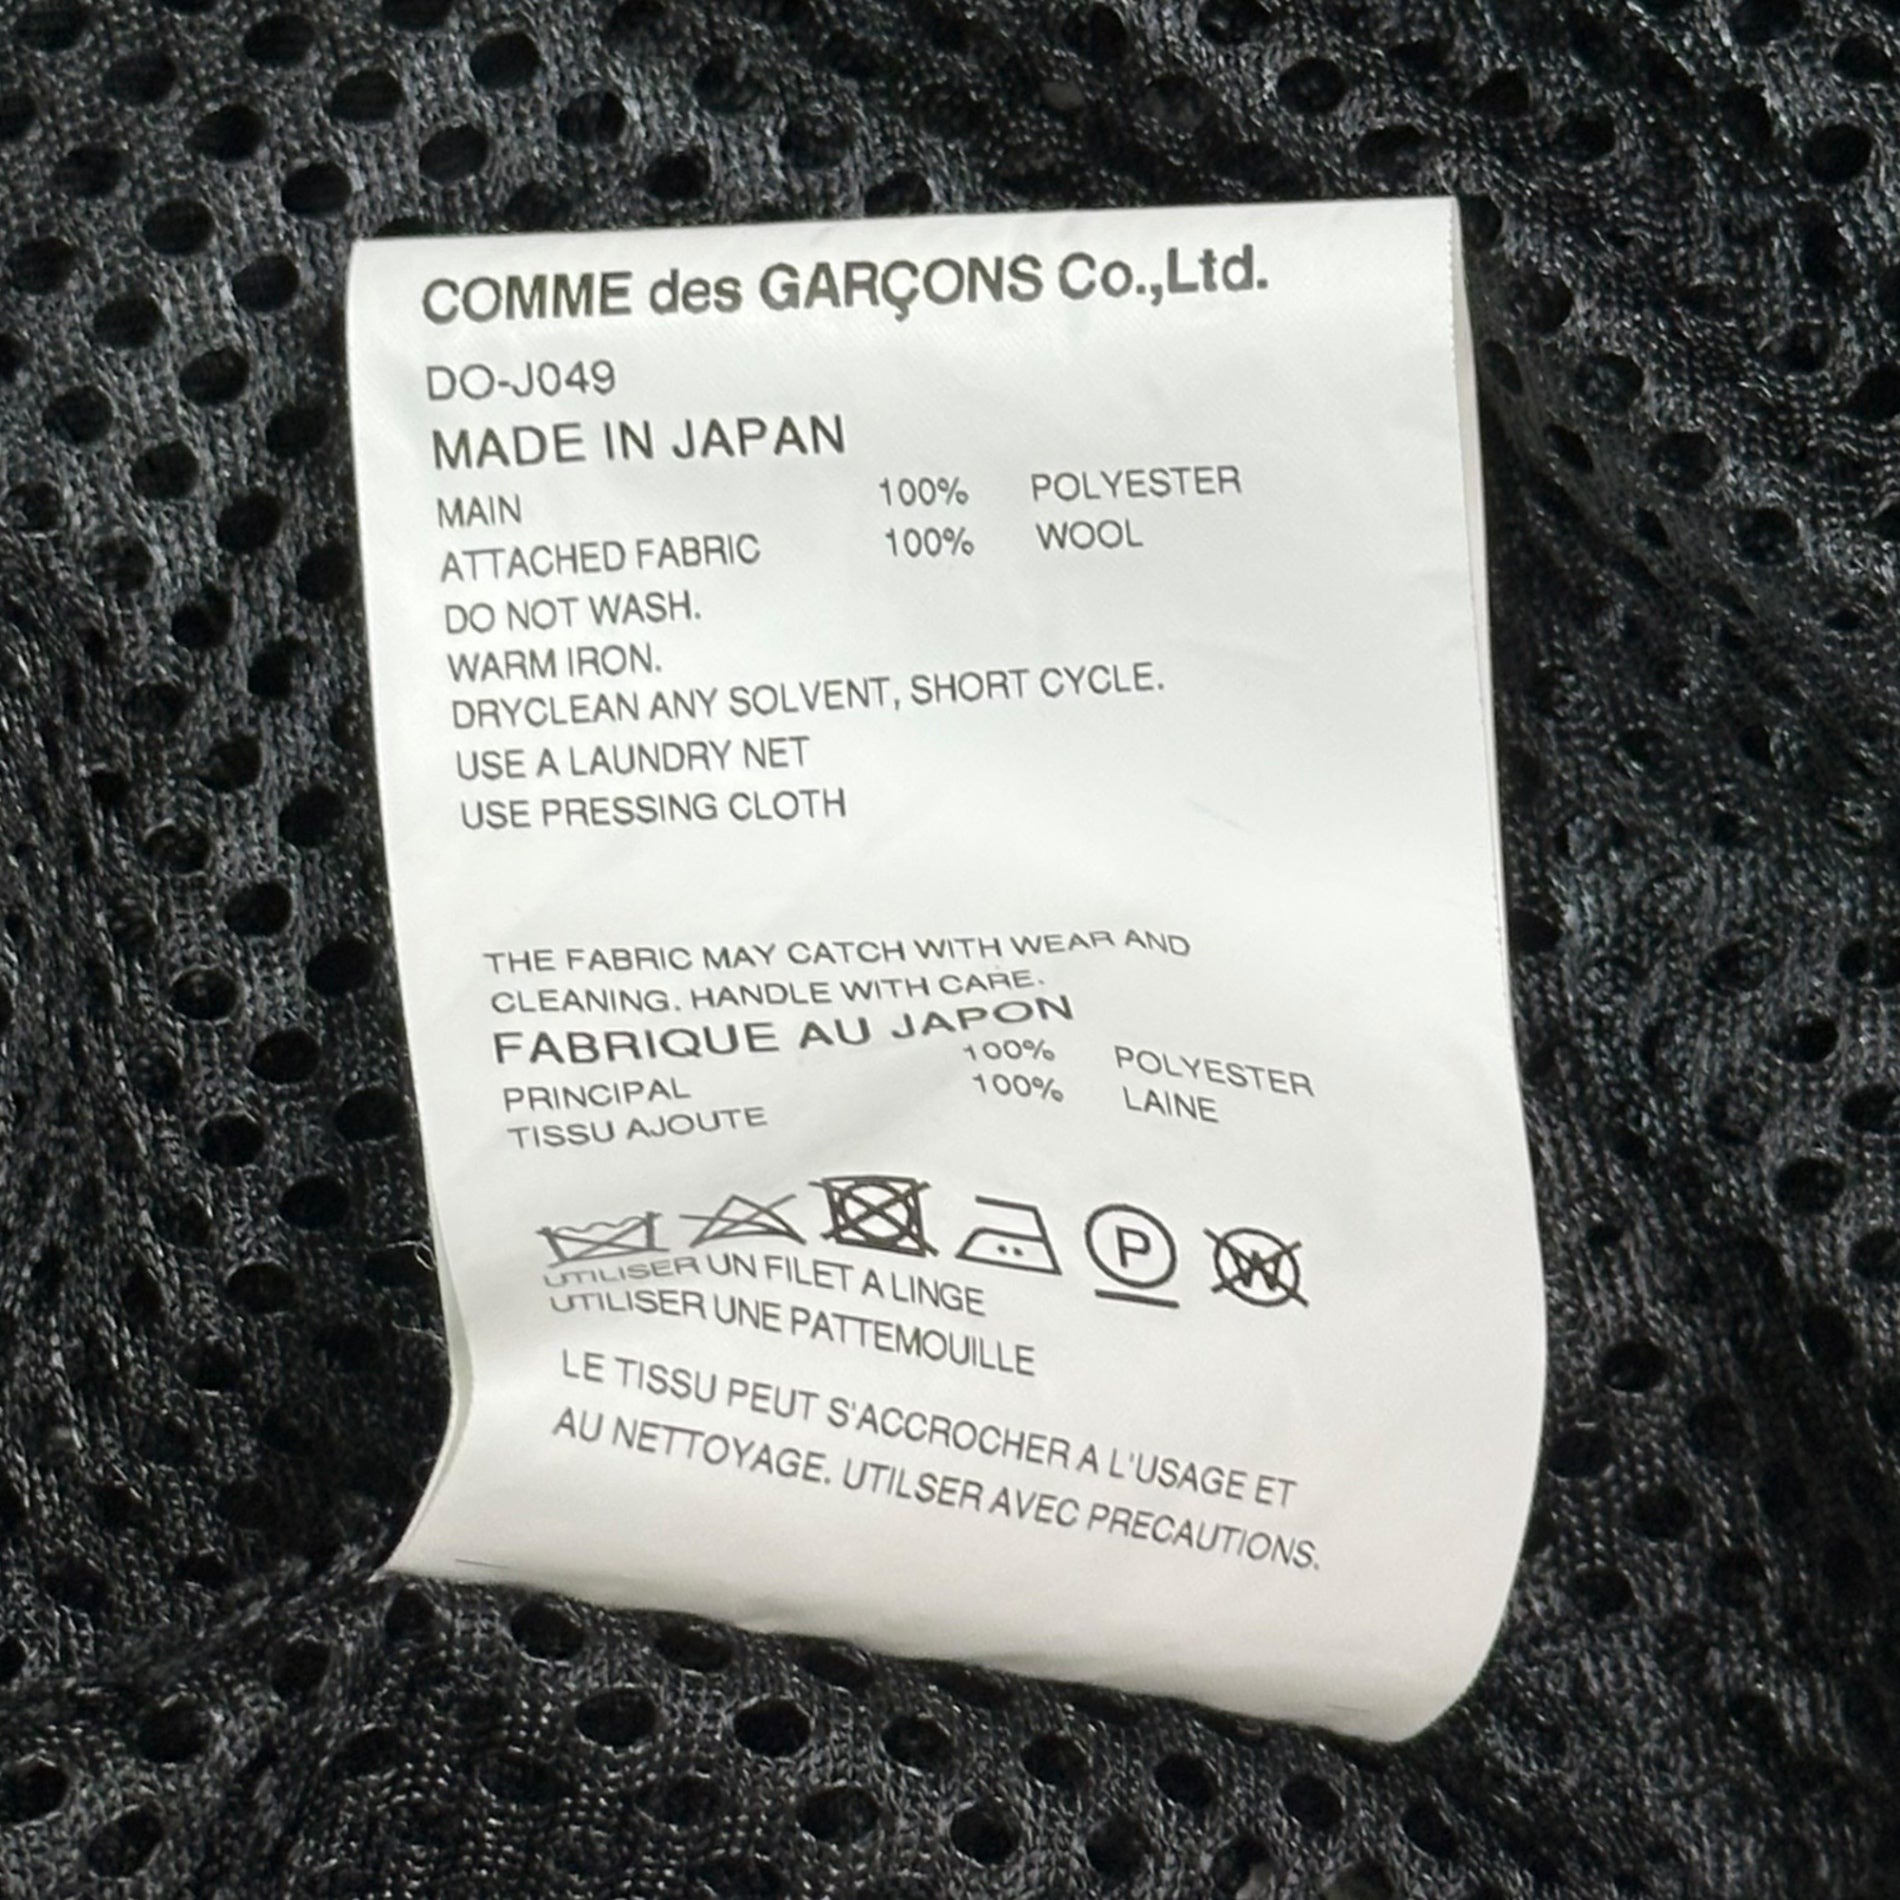 COMME des GARÇONS Co.,Ltd.
DO-J049
MADE IN JAPAN
MAIN 100% POLYESTER
ATTACHED FABRIC 100% WOOL
DO NOT WASH.
WARM IRON.
DRYCLEAN ANY SOLVENT, SHORT CYCLE.
USE A LAUNDRY NET
USE PRESSING CLOTH
THE FABRIC MAY CATCH WITH WEAR AND
CLEANING. HANDLE WITH CARE.
FABRIQUE AU JAPON
PRINCIPAL 100% POLYESTER
TISSU AJOUTE 100% LAINE
P W
UTILISER UN FILET A LINGE
UTILISER UNE PATTEMOUILLE
LE TISSU PEUT S'ACCROCHER A L'USAGE ET
AU NETTOYAGE. UTILSER AVEC PRECAUTIONS.